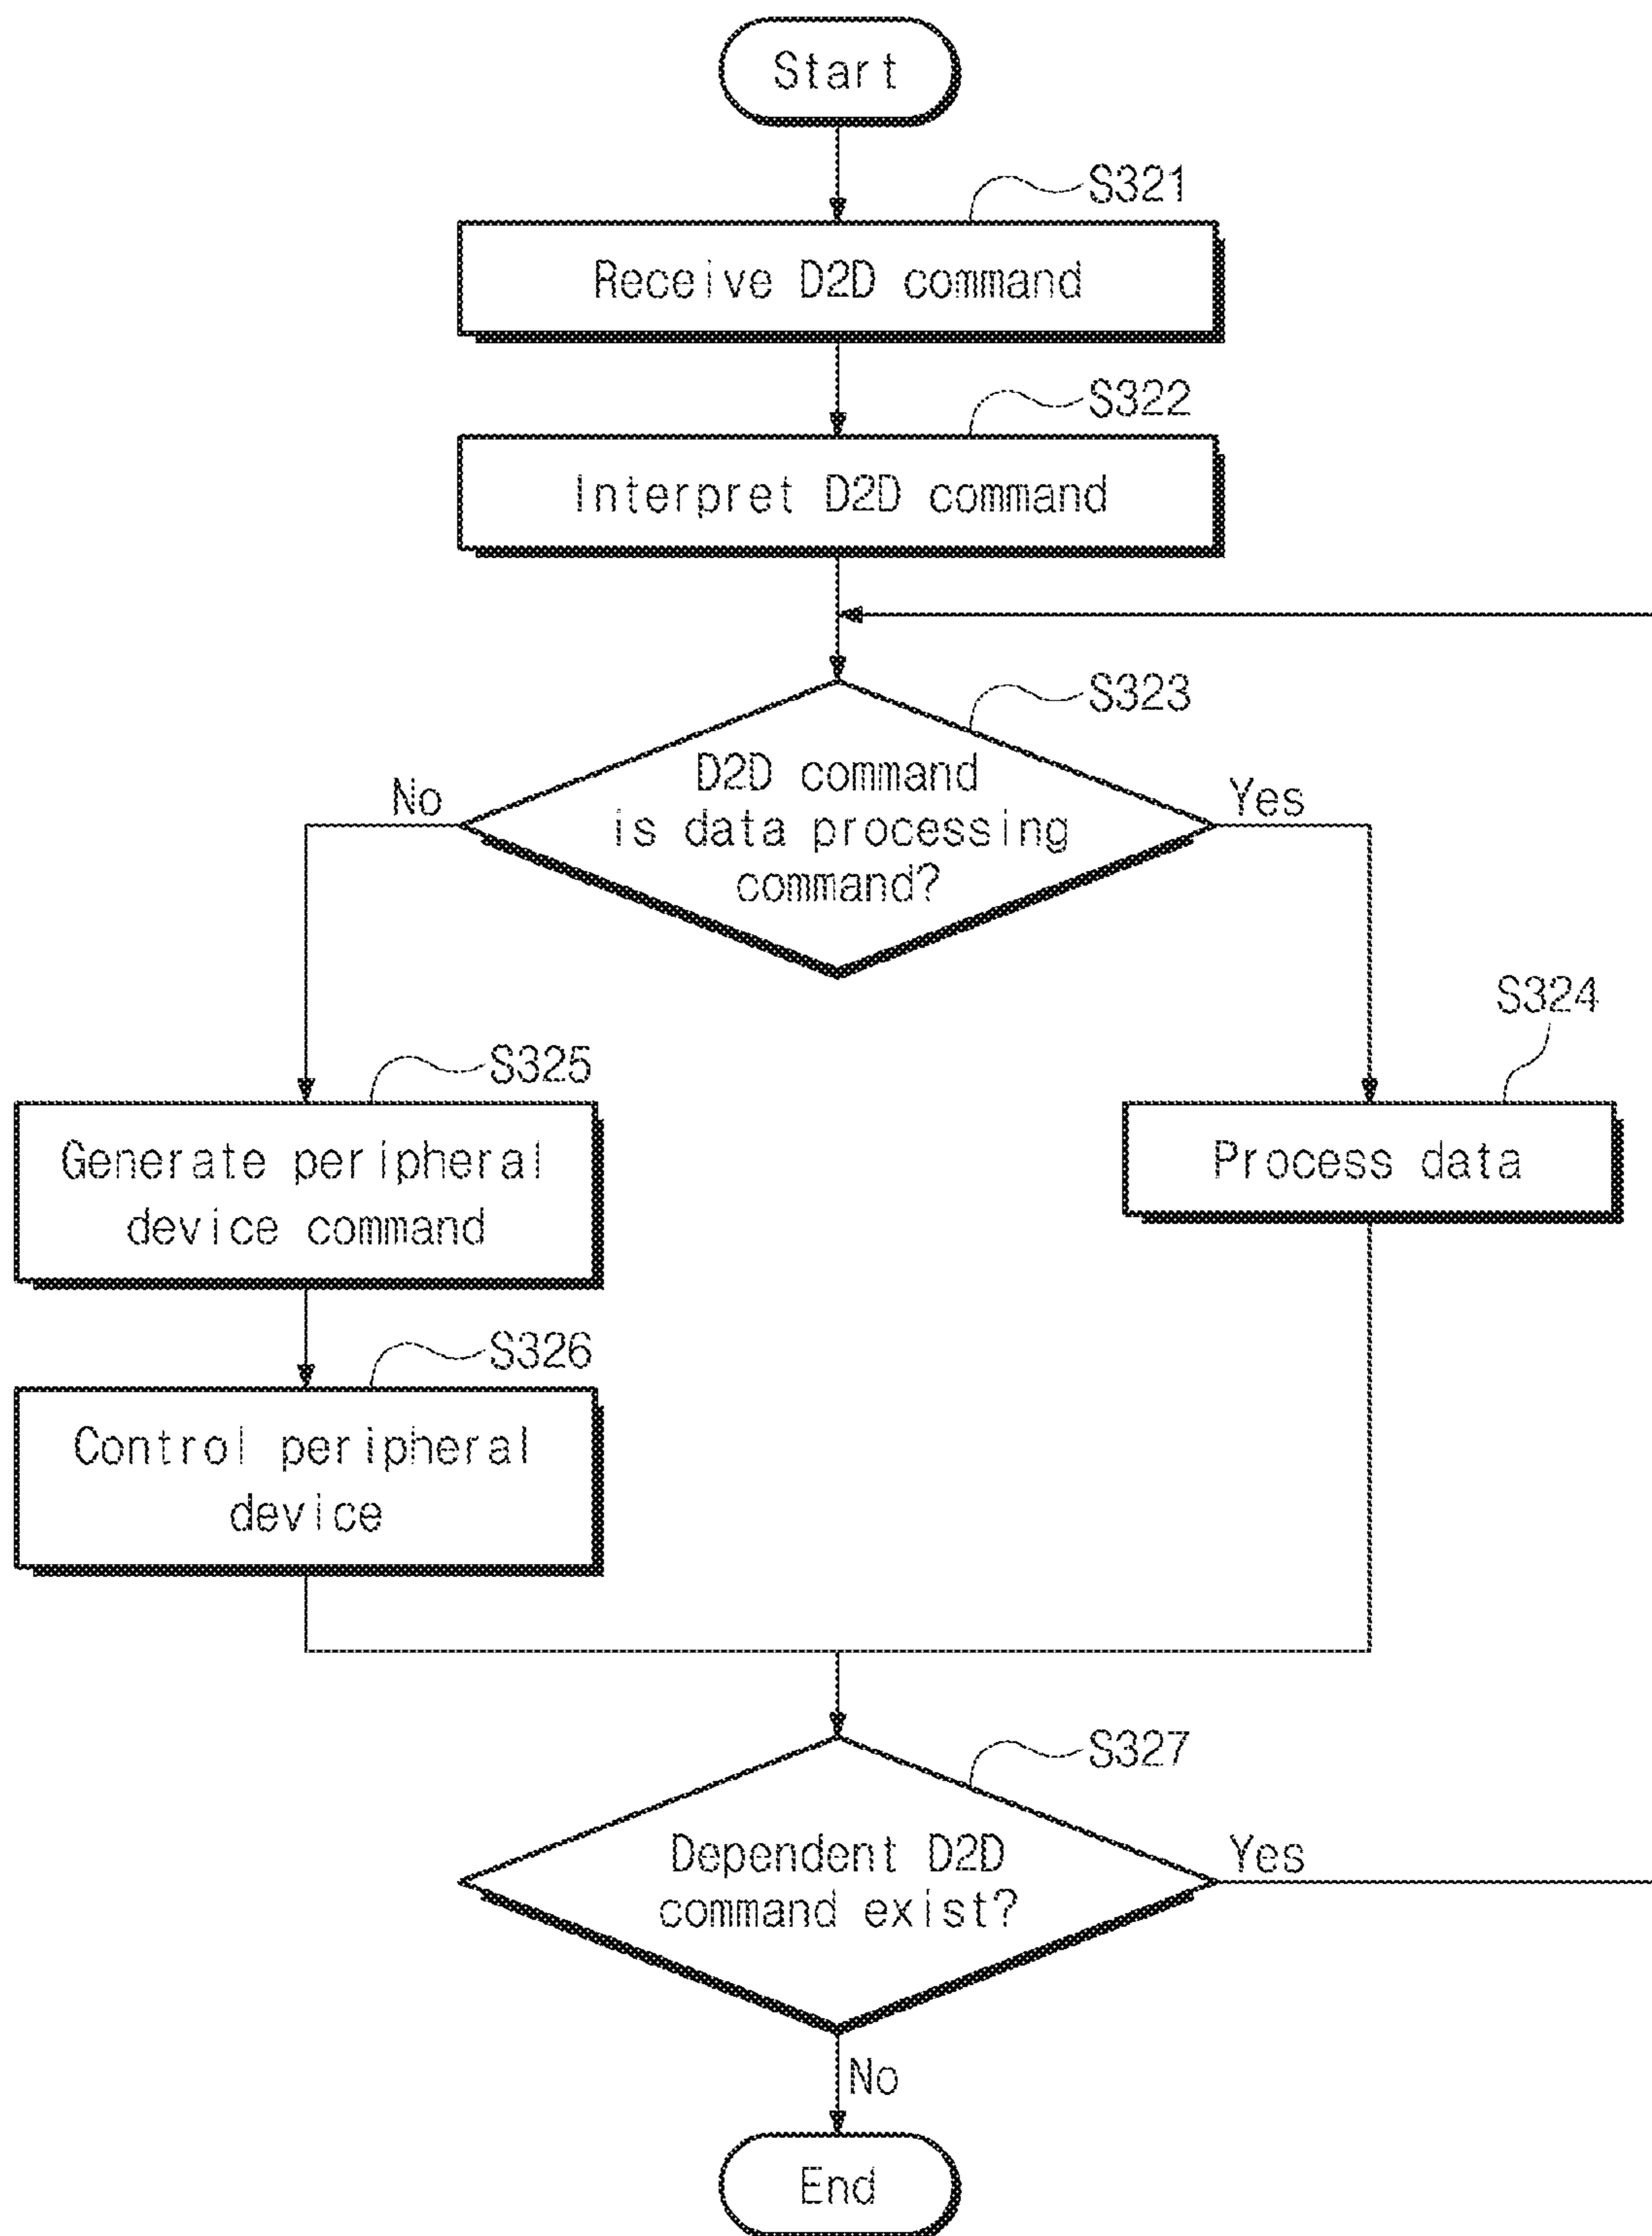 Start
S321
Receive D2D command
S322
Interpret D2D command
S323
D2D command
is data processing
command?
No
Yes
S324
Process data
S325
Generate peripheral
device command
S326
Control peripheral
device
S327
Dependent D2D
command exist?
Yes
No
End